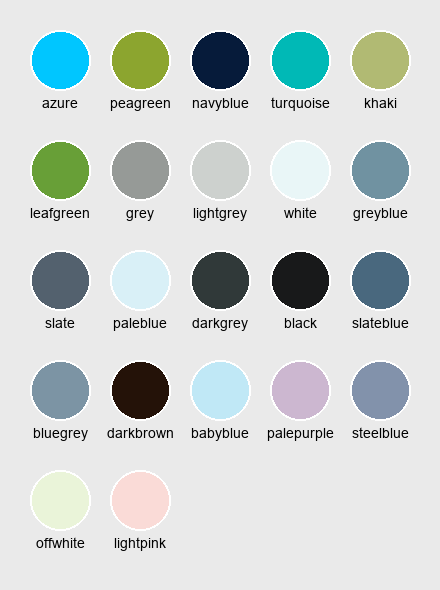 azure peagreen navyblue turquoise khaki
leafgreen grey lightgrey white greyblue
slate paleblue darkgrey black slateblue
bluegrey darkbrown babyblue palepurple steelblue
offwhite lightpink